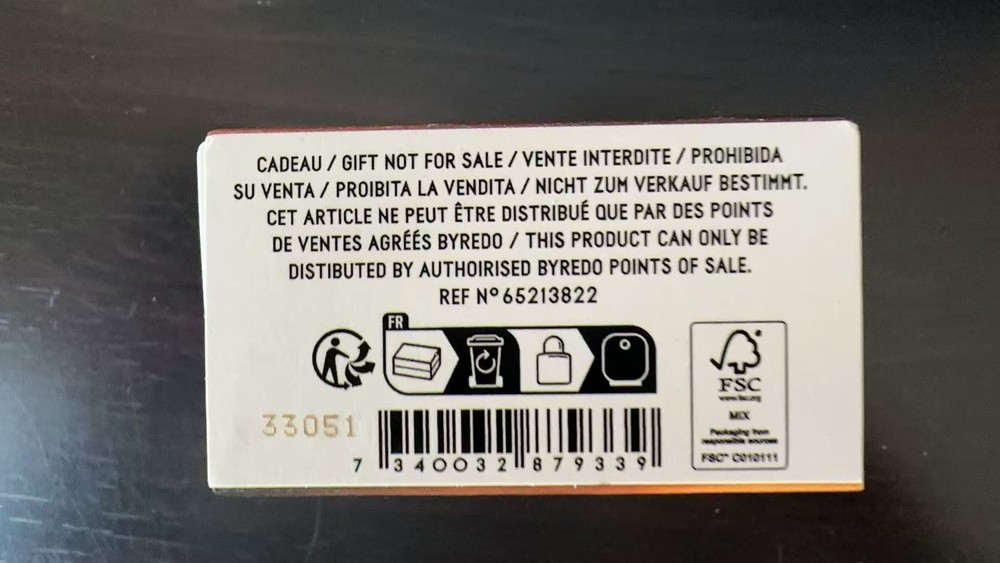 CADEAU / GIFT NOT FOR SALE / VENTE INTERDITE / PROHIBIDA
SU VENTA / PROIBITA LA VENDITA / NICHT ZUM VERKAUF BESTIMMT.
CET ARTICLE NE PEUT ÊTRE DISTRIBUÉ QUE PAR DES POINTS
DE VENTES AGRÉÉS BYREDO / THIS PRODUCT CAN ONLY BE
DISTIBUTED BY AUTHOIRISED BYREDO POINTS OF SALE.
REF N° 65213822
FR
FSC
www.fsc.org
MIX
Packaging from
responsible sources
FSC® C010111
33051
7 340032 879339